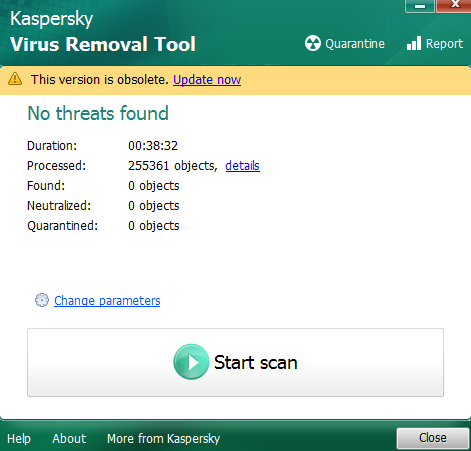 Kaspersky
Virus Removal Tool
Quarantine
Report
This version is obsolete. Update now
No threats found
Duration: 00:38:32
Processed: 255361 objects, details
Found: 0 objects
Neutralized: 0 objects
Quarantined: 0 objects
Change parameters
Start scan
Help About More from Kaspersky Close